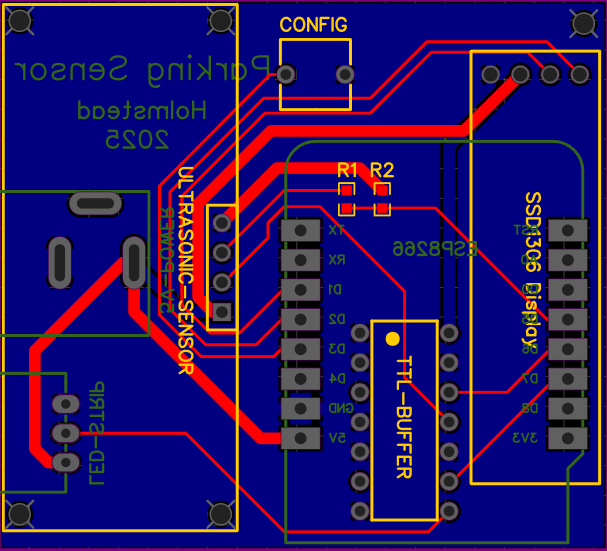 CONFIG
Parking Sensor
Holmstead
2025
R1 R2
ULTRASONIC-SENSOR
5V-POWER
SSD1306 Display
ESP8266
TX
RX
D1
D2
D3
D4
GND
5V
RST
A0
D0
D5
D6
D7
D8
3V3
TTL-BUFFER
LED-STRIP